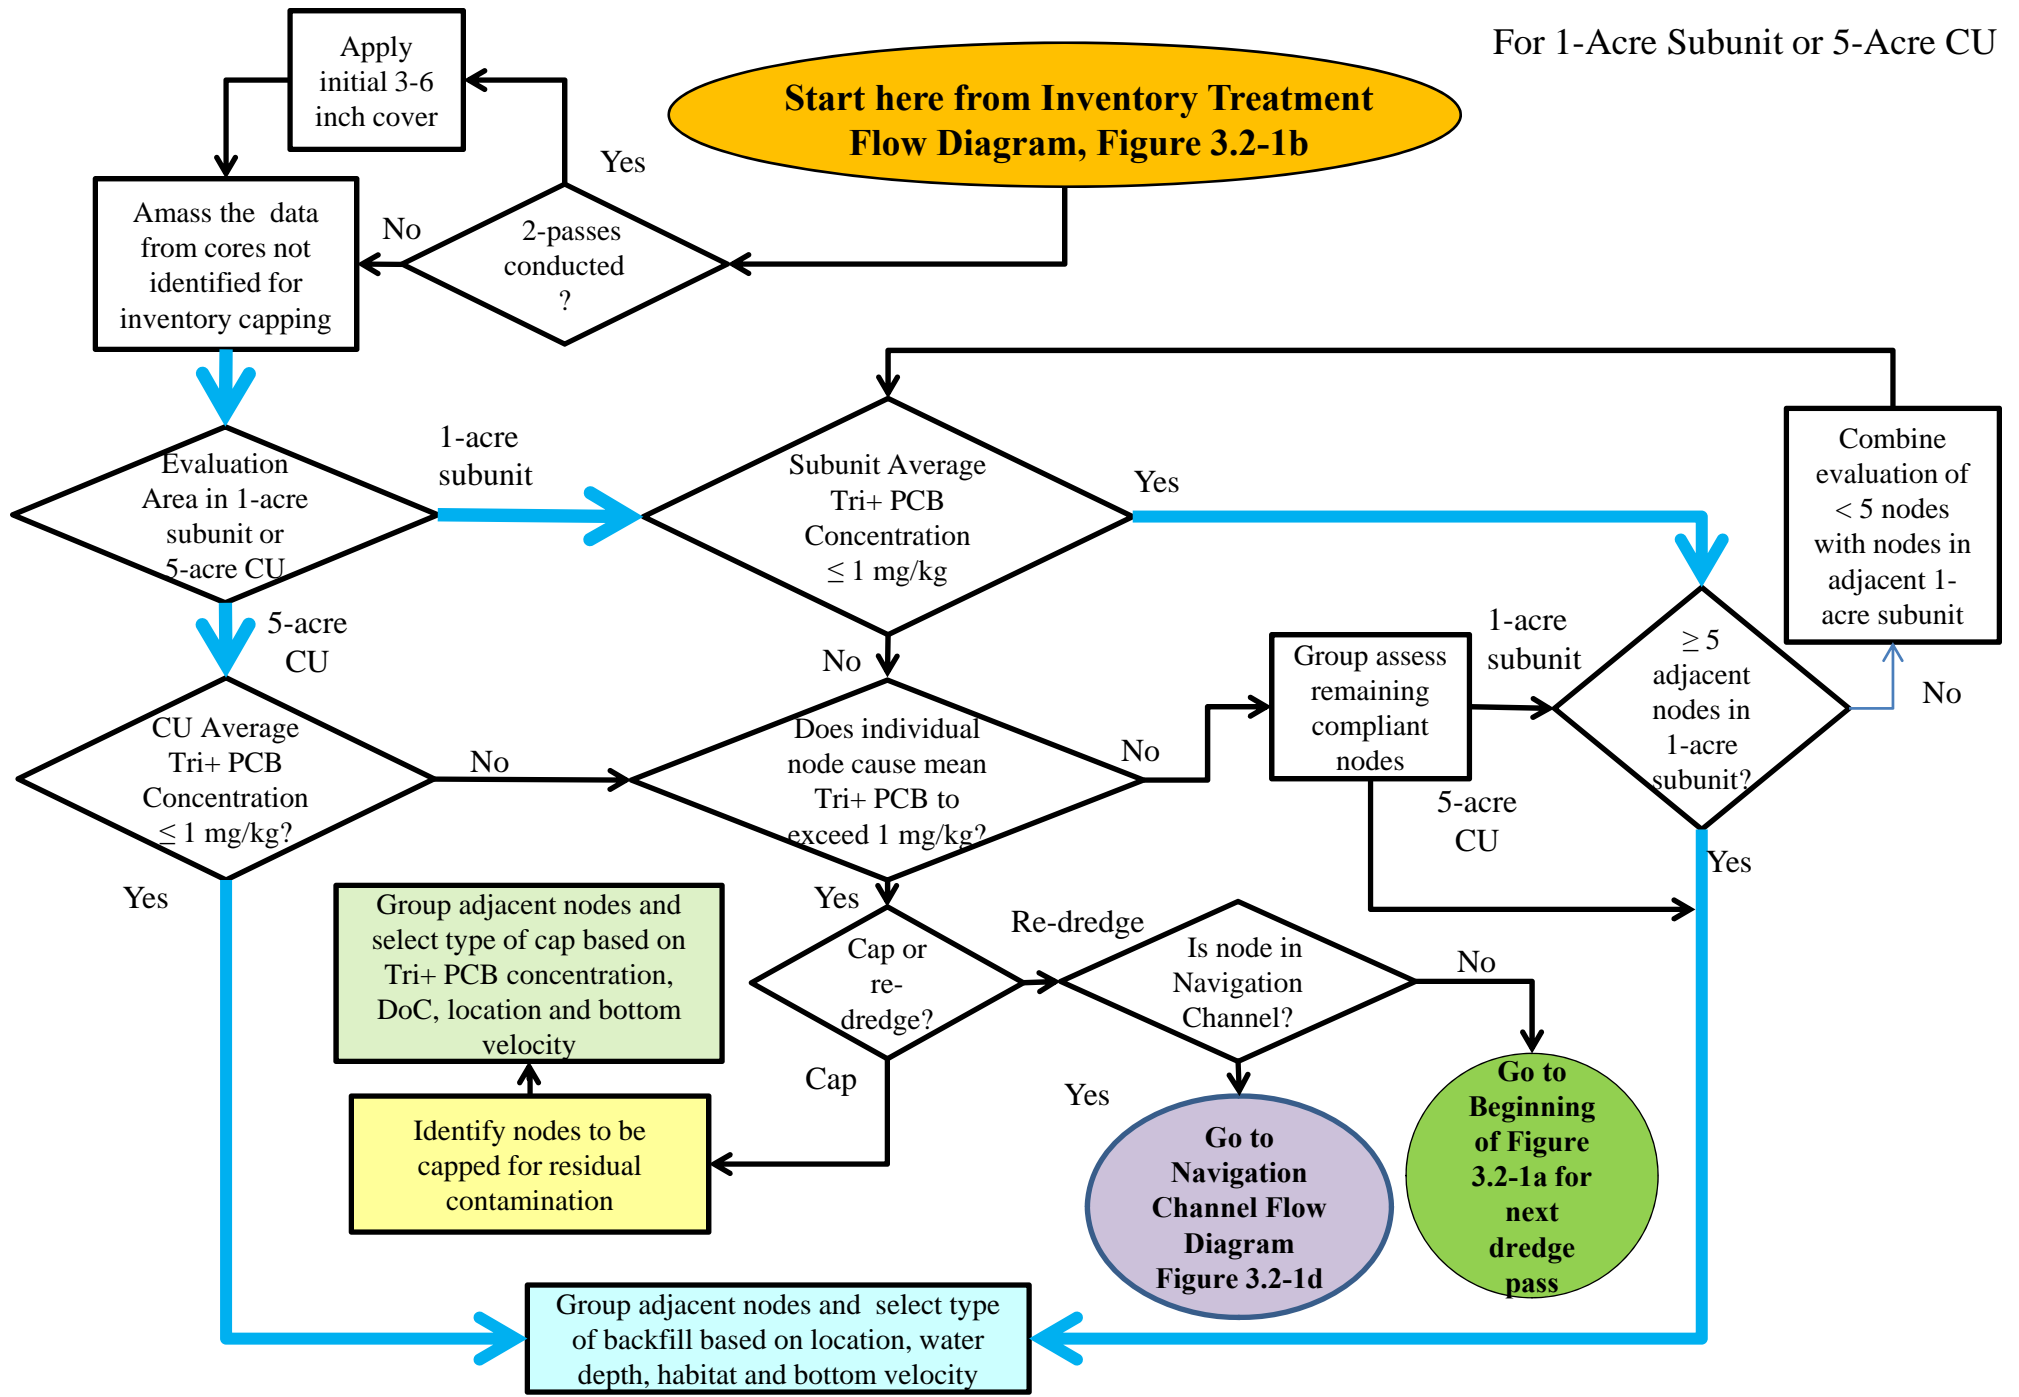 For 1-Acre Subunit or 5-Acre CU
Apply
initial 3-6
inch cover
Start here from Inventory Treatment
Flow Diagram, Figure 3.2-1b
Yes
No
2-passes
conducted
?
Amass the data
from cores not
identified for
inventory capping
Evaluation
Area in 1-acre
subunit or
5-acre CU
1-acre
subunit
Subunit Average
Tri+ PCB
Concentration
≤ 1 mg/kg
Yes
Combine
evaluation of
< 5 nodes
with nodes in
adjacent 1-
acre subunit
5-acre
CU
No
CU Average
Tri+ PCB
Concentration
≤ 1 mg/kg?
No
Does individual
node cause mean
Tri+ PCB to
exceed 1 mg/kg?
No
Group assess
remaining
compliant
nodes
1-acre
subunit
≥ 5
adjacent
nodes in
1-acre
subunit?
No
5-acre
CU
Yes
Yes
Yes
Group adjacent nodes and
select type of cap based on
Tri+ PCB concentration,
DoC, location and bottom
velocity
Cap or
re-
dredge?
Re-dredge
Is node in
Navigation
Channel?
No
Cap
Yes
Identify nodes to be
capped for residual
contamination
Go to
Navigation
Channel Flow
Diagram
Figure 3.2-1d
Go to
Beginning
of Figure
3.2-1a for
next
dredge
pass
Group adjacent nodes and select type
of backfill based on location, water
depth, habitat and bottom velocity